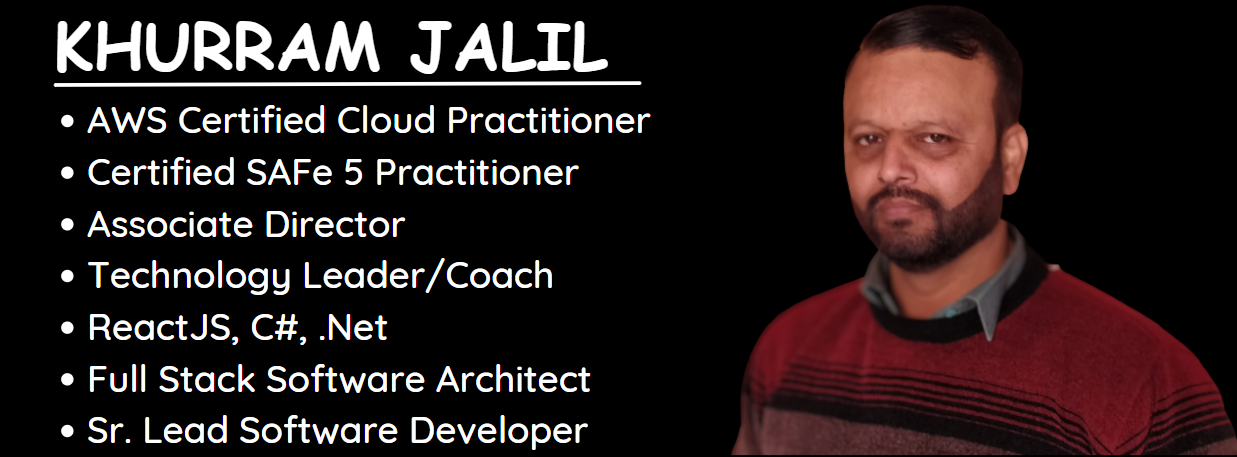 KHURRAM JALIL
• AWS Certified Cloud Practitioner
• Certified SAFe 5 Practitioner
• Associate Director
• Technology Leader/Coach
• ReactJS, C#, .Net
• Full Stack Software Architect
• Sr. Lead Software Developer